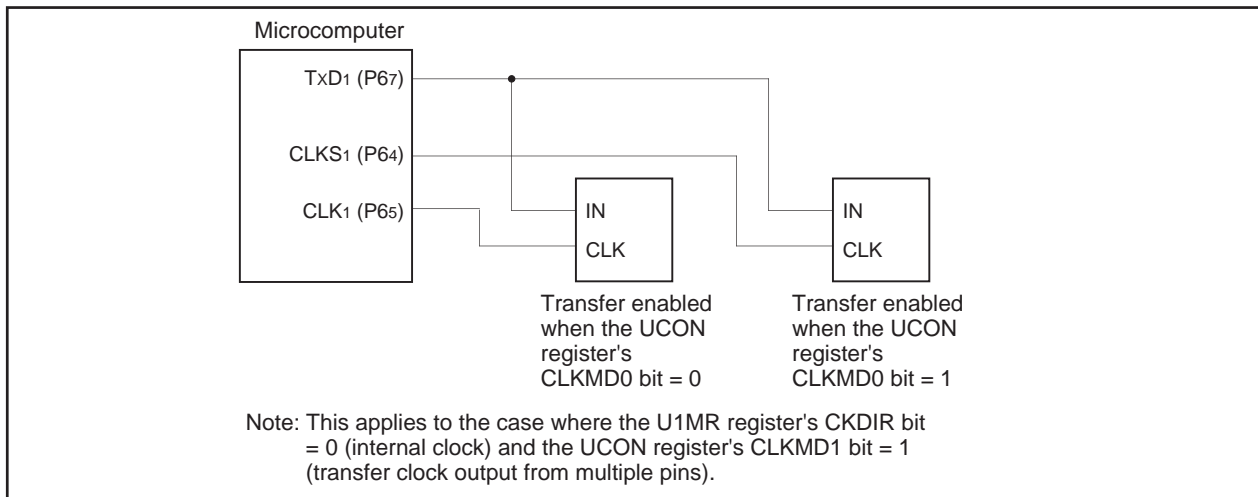 Microcomputer
TXD1 (P67)
CLKS1 (P64)
CLK1 (P65)
IN
CLK
IN
CLK
Transfer enabled
when the UCON
register's
CLKMD0 bit = 0
Transfer enabled
when the UCON
register's
CLKMD0 bit = 1
Note: This applies to the case where the U1MR register's CKDIR bit
= 0 (internal clock) and the UCON register's CLKMD1 bit = 1
(transfer clock output from multiple pins).